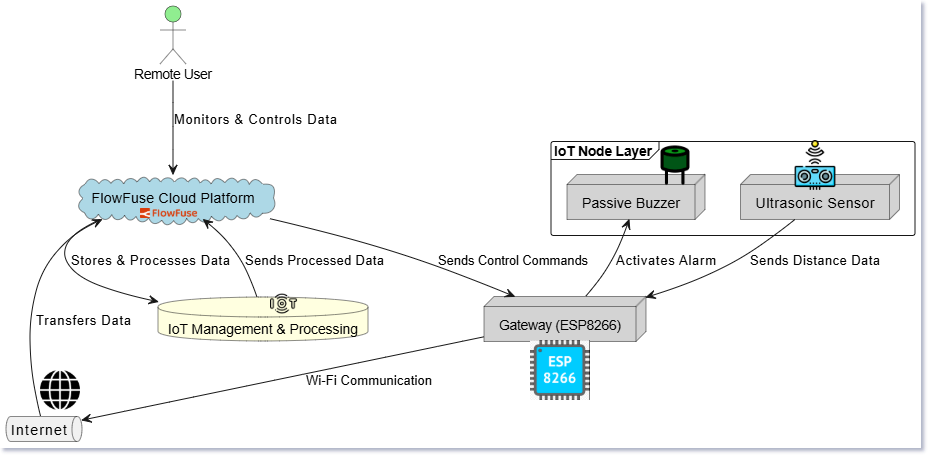 Remote User
Monitors & Controls Data
IoT Node Layer
FlowFuse Cloud Platform
FlowFuse
Passive Buzzer
Ultrasonic Sensor
Stores & Processes Data
Sends Processed Data
Sends Control Commands
Activates Alarm
Sends Distance Data
IOT
Transfers Data
IoT Management & Processing
Gateway (ESP8266)
ESP
8266
Wi-Fi Communication
Internet